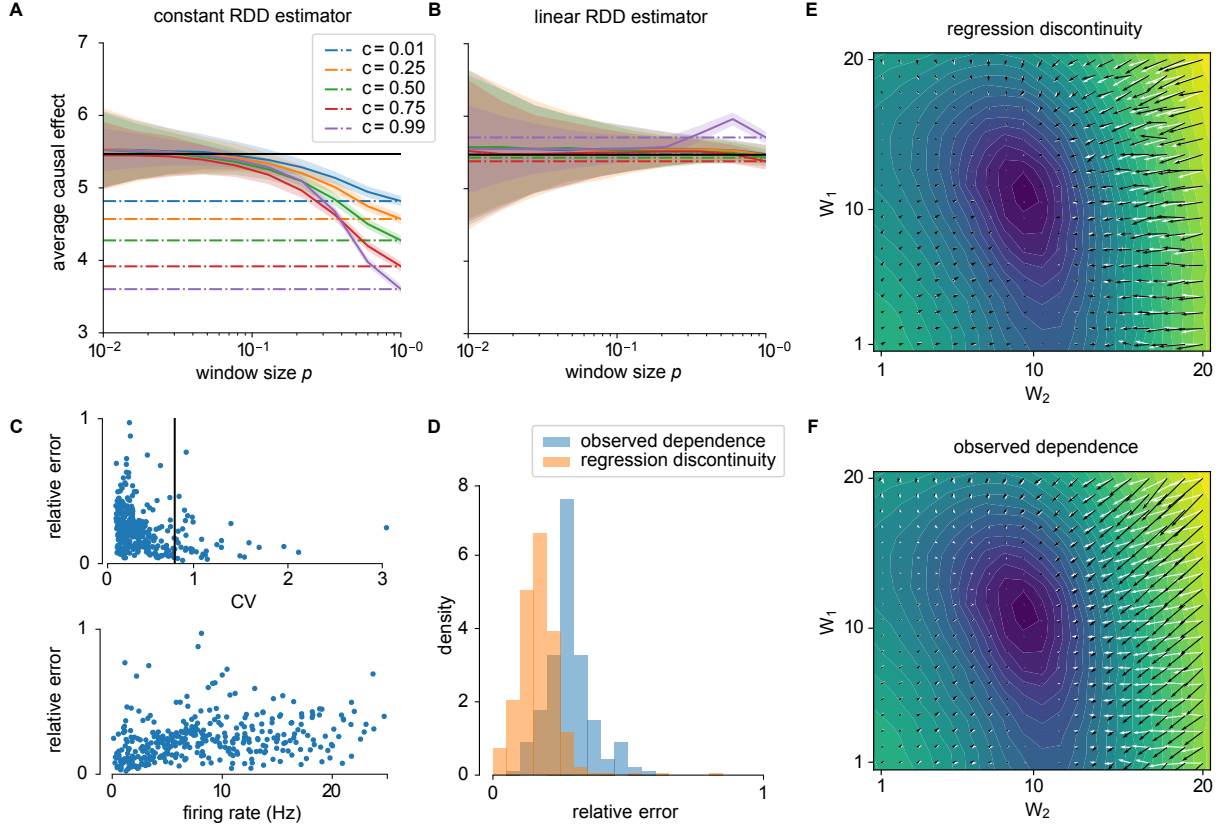 A
constant RDD estimator
7
6
5
4
3
average causal effect
c = 0.01
c = 0.25
c = 0.50
c = 0.75
c = 0.99
10⁻²
10⁻¹
10⁻⁰
window size p
B
linear RDD estimator
10⁻²
10⁻¹
10⁻⁰
window size p
C
relative error
1
0
0
1
2
3
CV
relative error
1
0
0
10
20
firing rate (Hz)
D
observed dependence
regression discontinuity
density
8
6
4
2
0
0
1
relative error
E
regression discontinuity
20
10
1
W₁
1
10
20
W₂
F
observed dependence
20
10
1
W₁
1
10
20
W₂